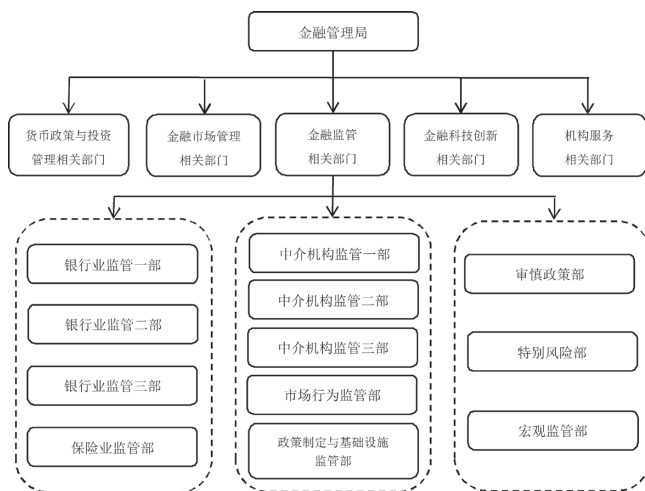 金融管理局
货币政策与投资
管理相关部门
金融市场管理
相关部门
金融监管
相关部门
金融科技创新
相关部门
机构服务
相关部门
银行业监管一部
银行业监管二部
银行业监管三部
保险业监管部
中介机构监管一部
中介机构监管二部
中介机构监管三部
市场行为监管部
政策制定与基础设施
监管部
审慎政策部
特别风险部
宏观监管部